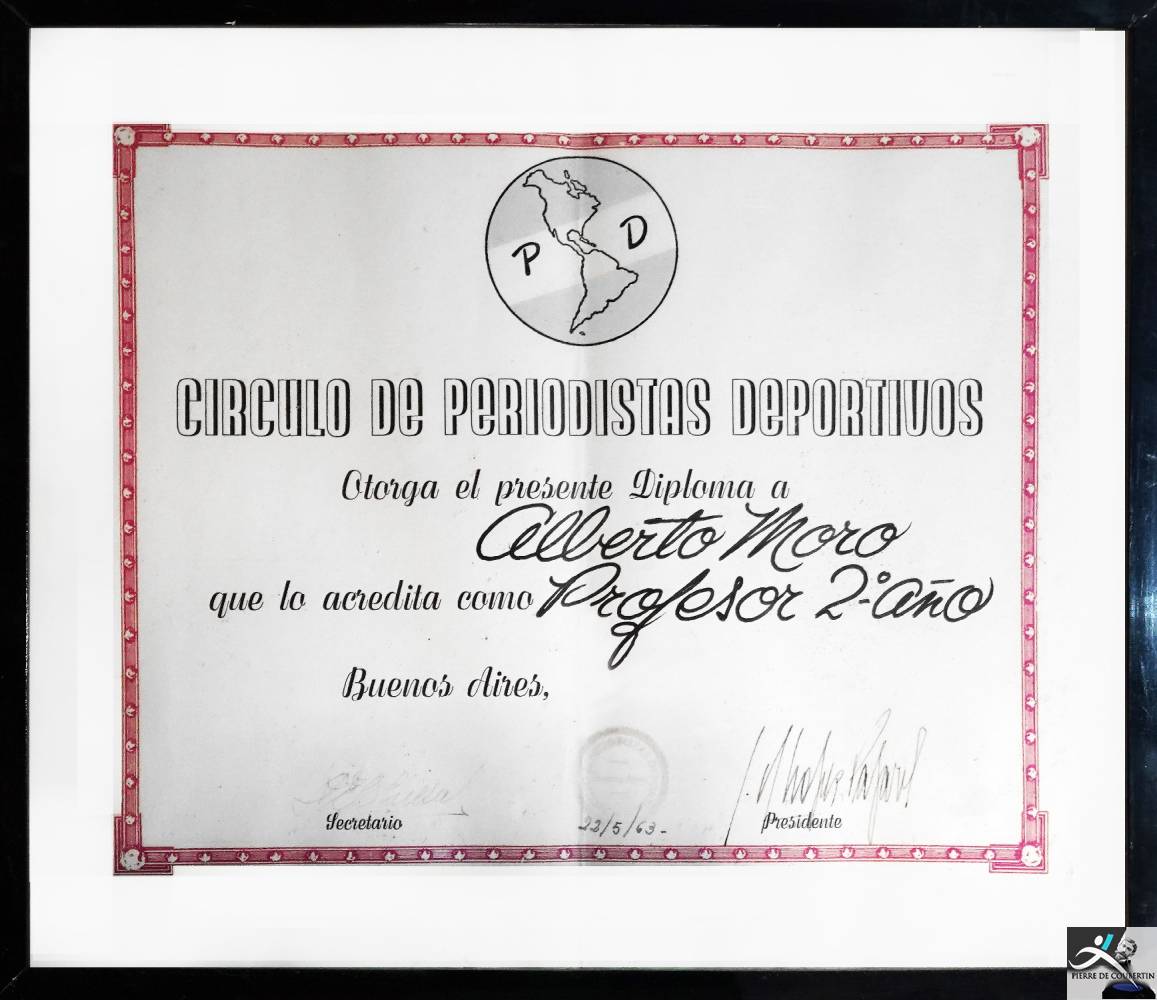 P D
CIRCULO DE PERIODISTAS DEPORTIVOS
Otorga el presente Diploma a
Alberto Moro
que lo acredita como Profesor 2º año
Buenos Aires,
Secretario
22/5/63-
Presidente
PIERRE DE COUBERTIN